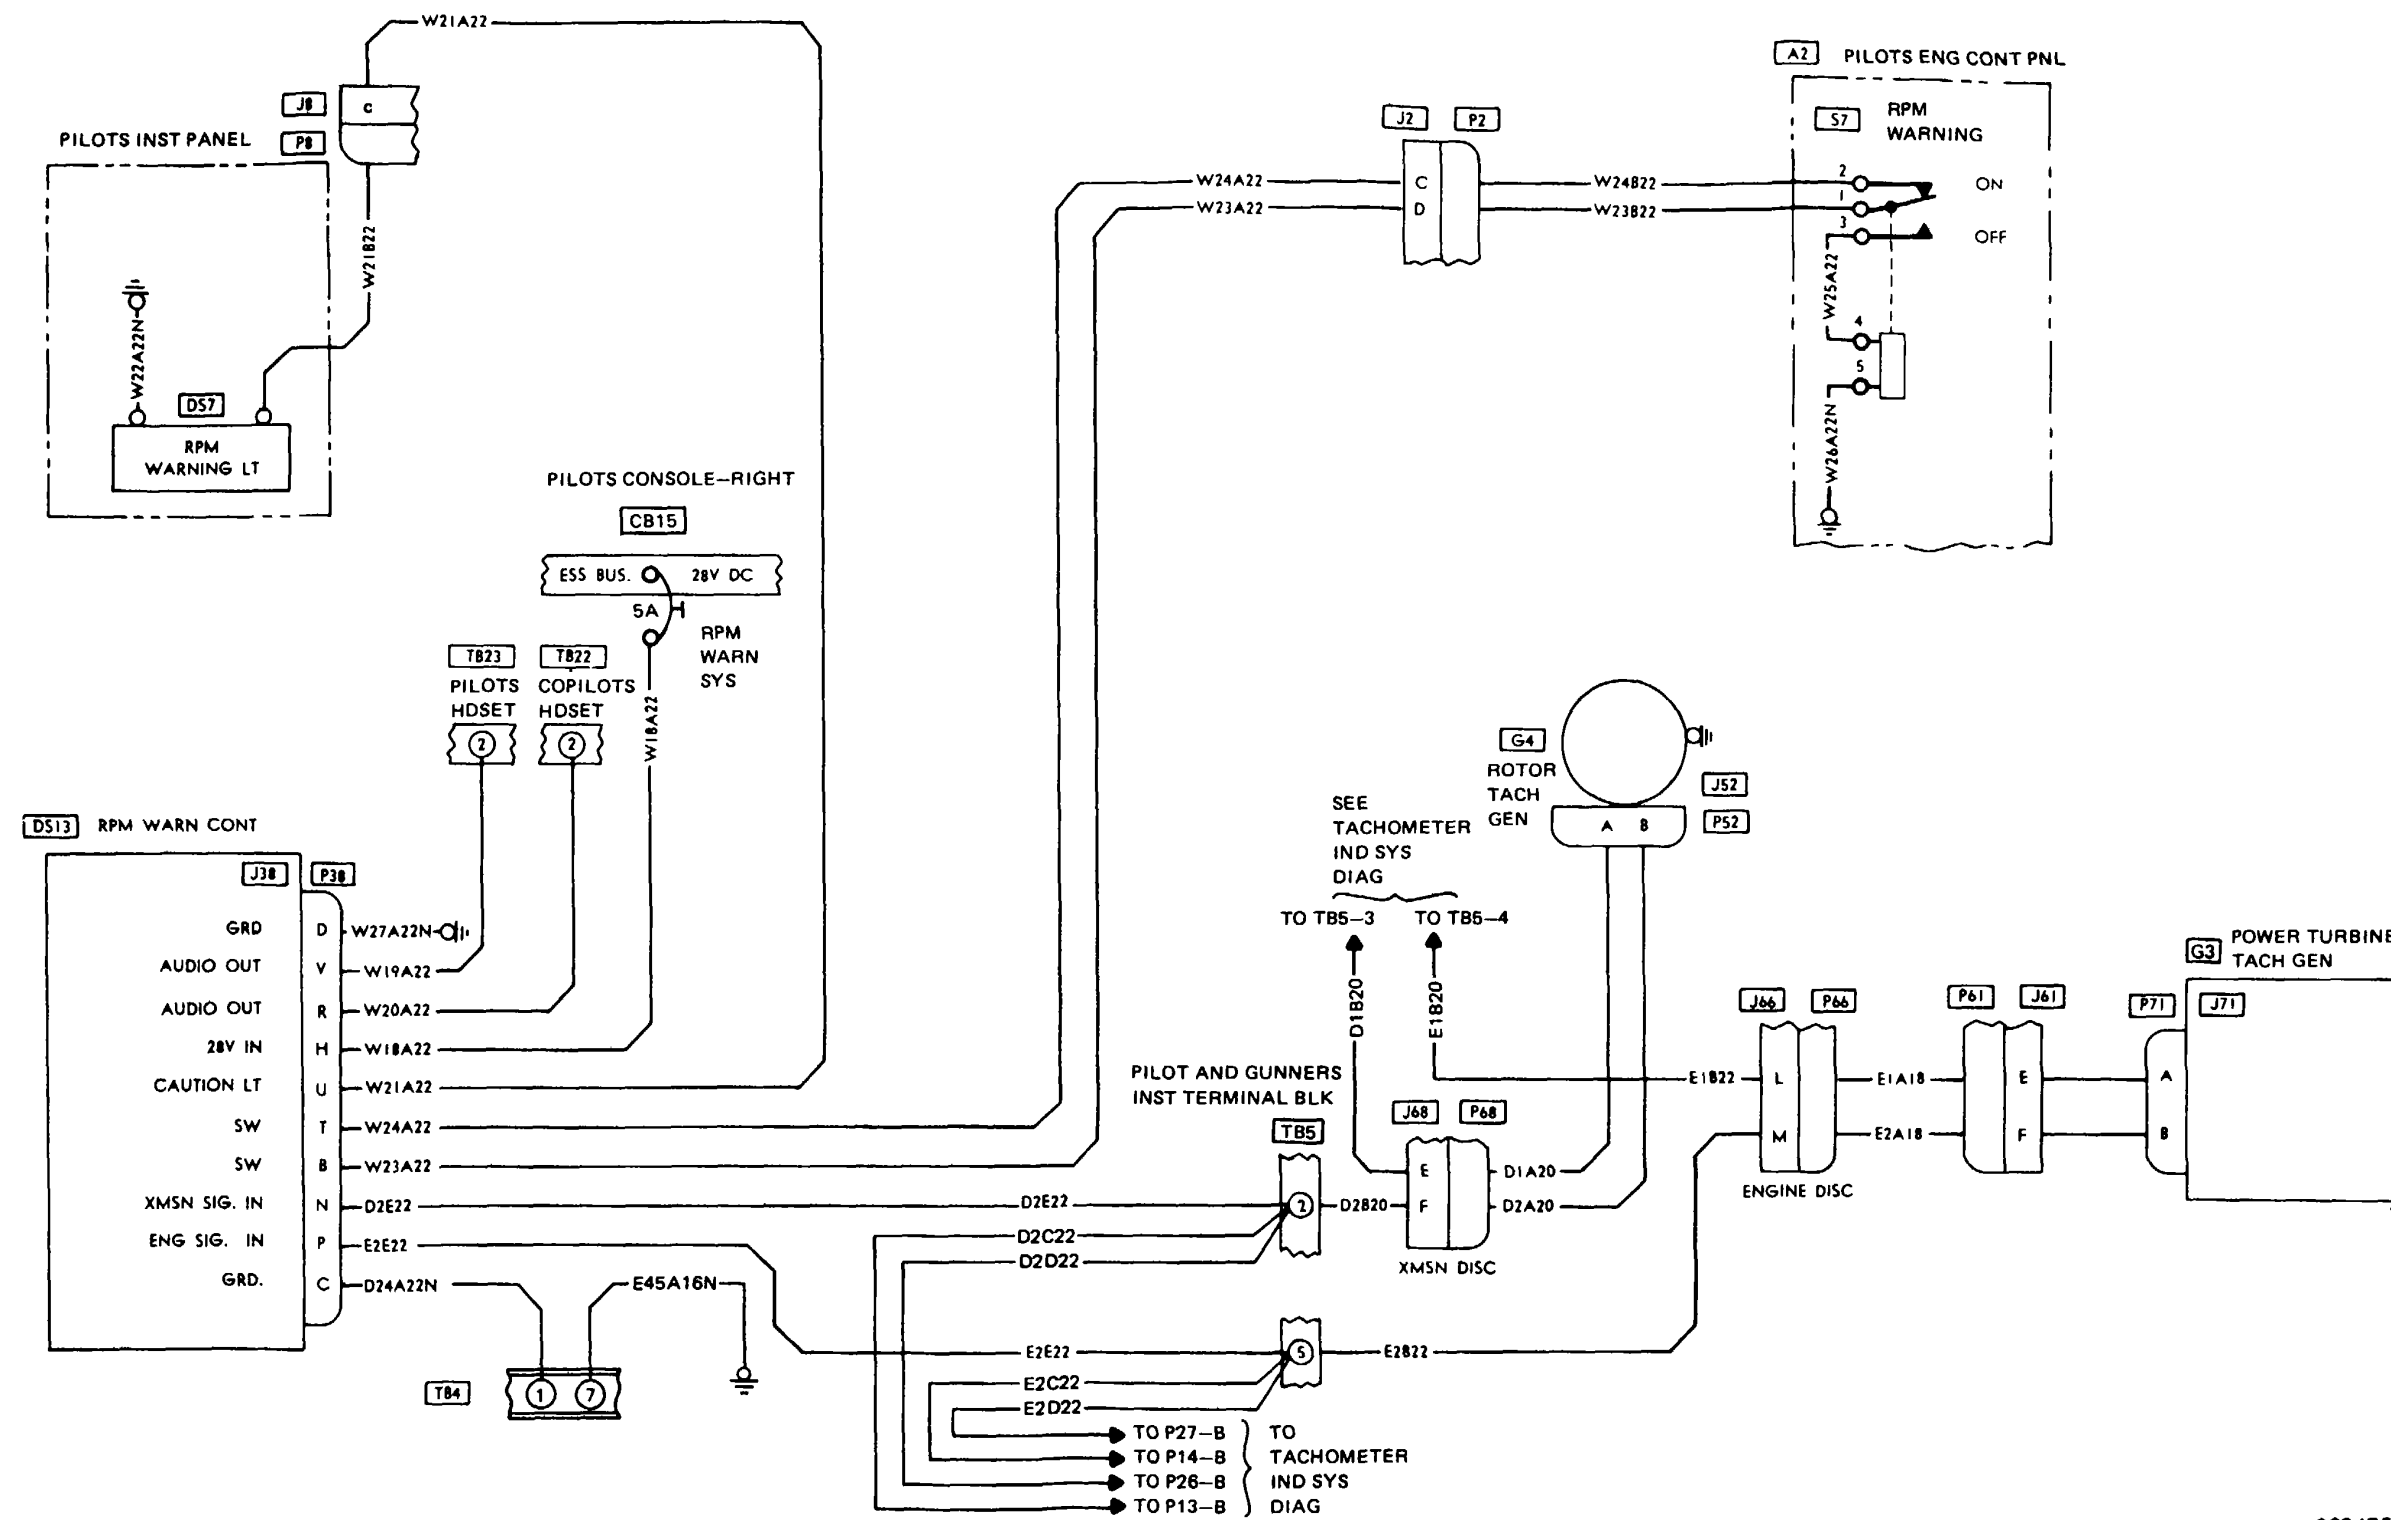 W21A22
J8
c
P8
PILOTS INST PANEL
W21B22
W22A22N
DS7
RPM
WARNING LT
A2 PILOTS ENG CONT PNL
S7
RPM
WARNING
J2 P2
W24A22 C W24B22 2 ON
W23A22 D W23B22 1
3 OFF
W25A22
4
5
W26A22N
PILOTS CONSOLE-RIGHT
CB15
ESS BUS. 28V DC
5A
RPM
WARN
SYS
TB23 TB22
PILOTS COPILOTS
HDSET HDSET
2 2
W18A22
G4
ROTOR
TACH
GEN
J52
P52
A B
SEE
TACHOMETER
IND SYS
DIAG
TO TB5-3 TO TB5-4
D1B20 E1B20
DS13 RPM WARN CONT
J38 P38
GRD D W27A22N
AUDIO OUT V W19A22
AUDIO OUT R W20A22
28V IN H W18A22
CAUTION LT U W21A22
SW T W24A22
SW B W23A22
XMSN SIG. IN N D2E22 D2E22
ENG SIG. IN P E2E22
GRD. C D24A22N
E45A16N
TB4 1 7
PILOT AND GUNNERS
INST TERMINAL BLK
TB5
2
D2C22
D2D22
D2B20
J68 P68
E D1A20
F D2A20
XMSN DISC
E2E22 5 E2B22
E2C22
E2D22
TO P27-B
TO P14-B
TO P26-B
TO P13-B
TO
TACHOMETER
IND SYS
DIAG
J66 P66
E1B22 L E1A18
M E2A18
ENGINE DISC
P61 J61
E
F
P71 J71
A
B
G3 POWER TURBINE
TACH GEN